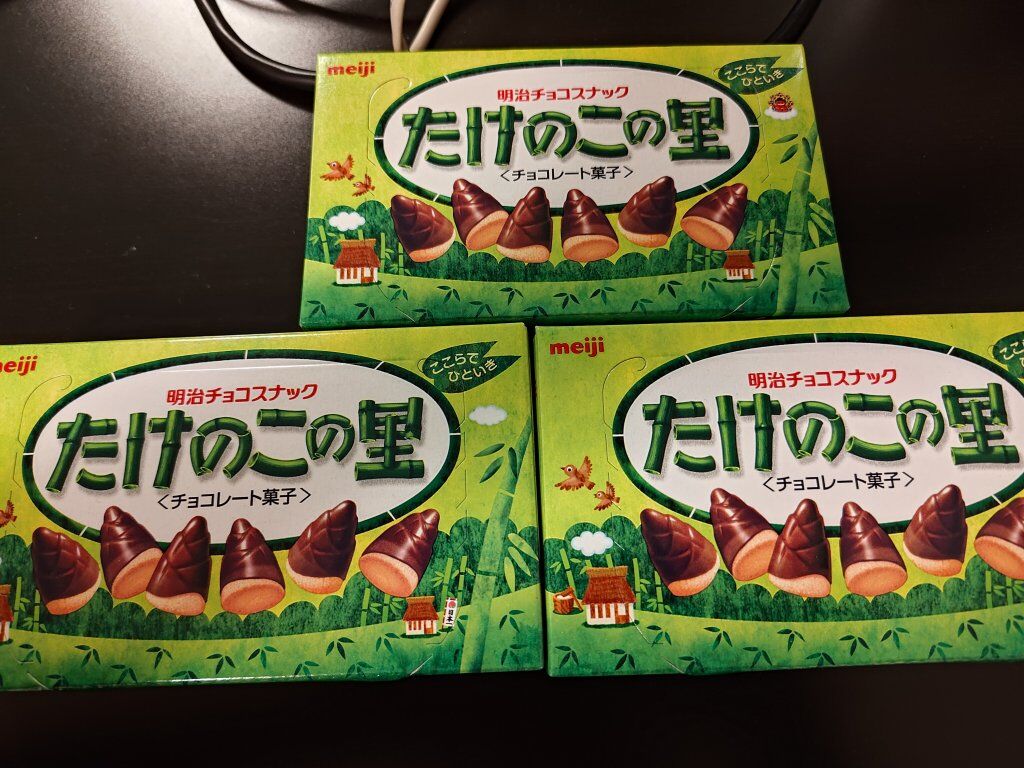 meiji
ここらで
ひといき
明治チョコスナック
たけのこの里
〈チョコレート菓子〉
meiji
ここらで
ひといき
明治チョコスナック
たけのこの里
〈チョコレート菓子〉
日本一
meiji
明治チョコスナック
たけのこの里
〈チョコレート菓子〉